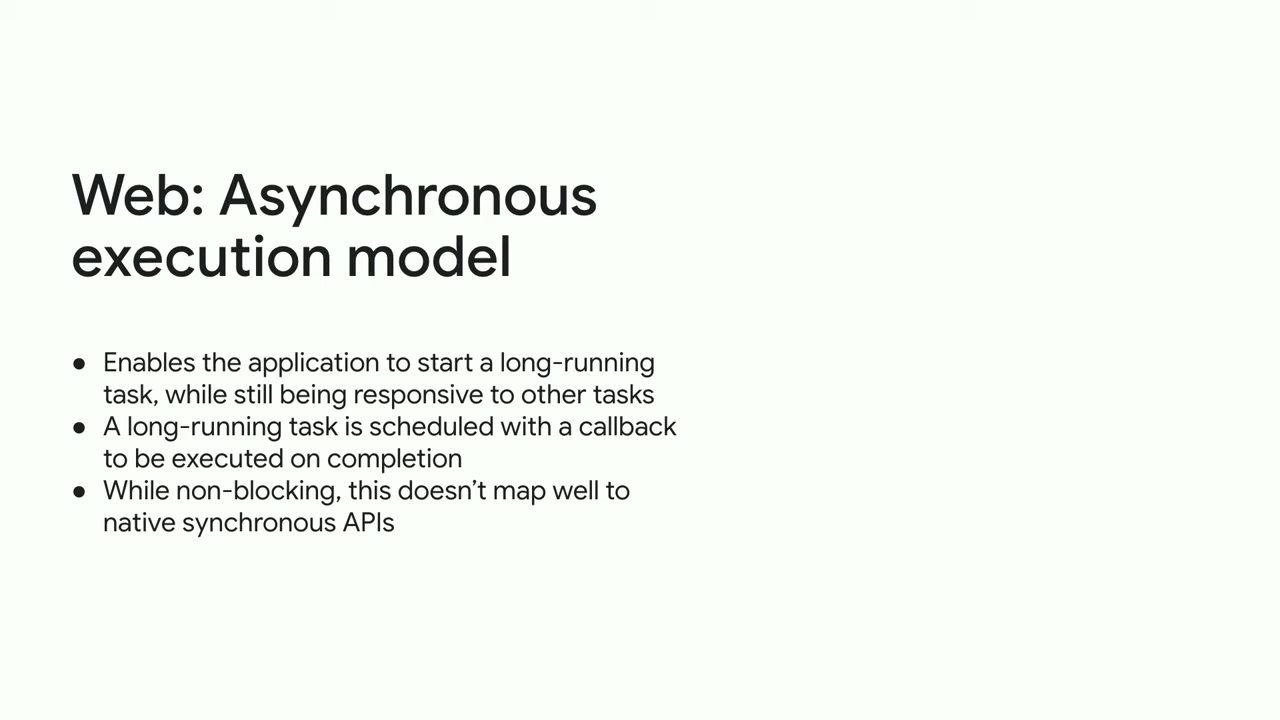 Web: Asynchronous
execution model
● Enables the application to start a long-running
task, while still being responsive to other tasks
● A long-running task is scheduled with a callback
to be executed on completion
● While non-blocking, this doesn’t map well to
native synchronous APIs